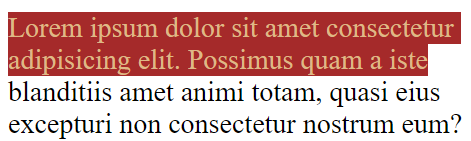 Lorem ipsum dolor sit amet consectetur
adipisicing elit. Possimus quam a iste
blanditiis amet animi totam, quasi eius
excepturi non consectetur nostrum eum?